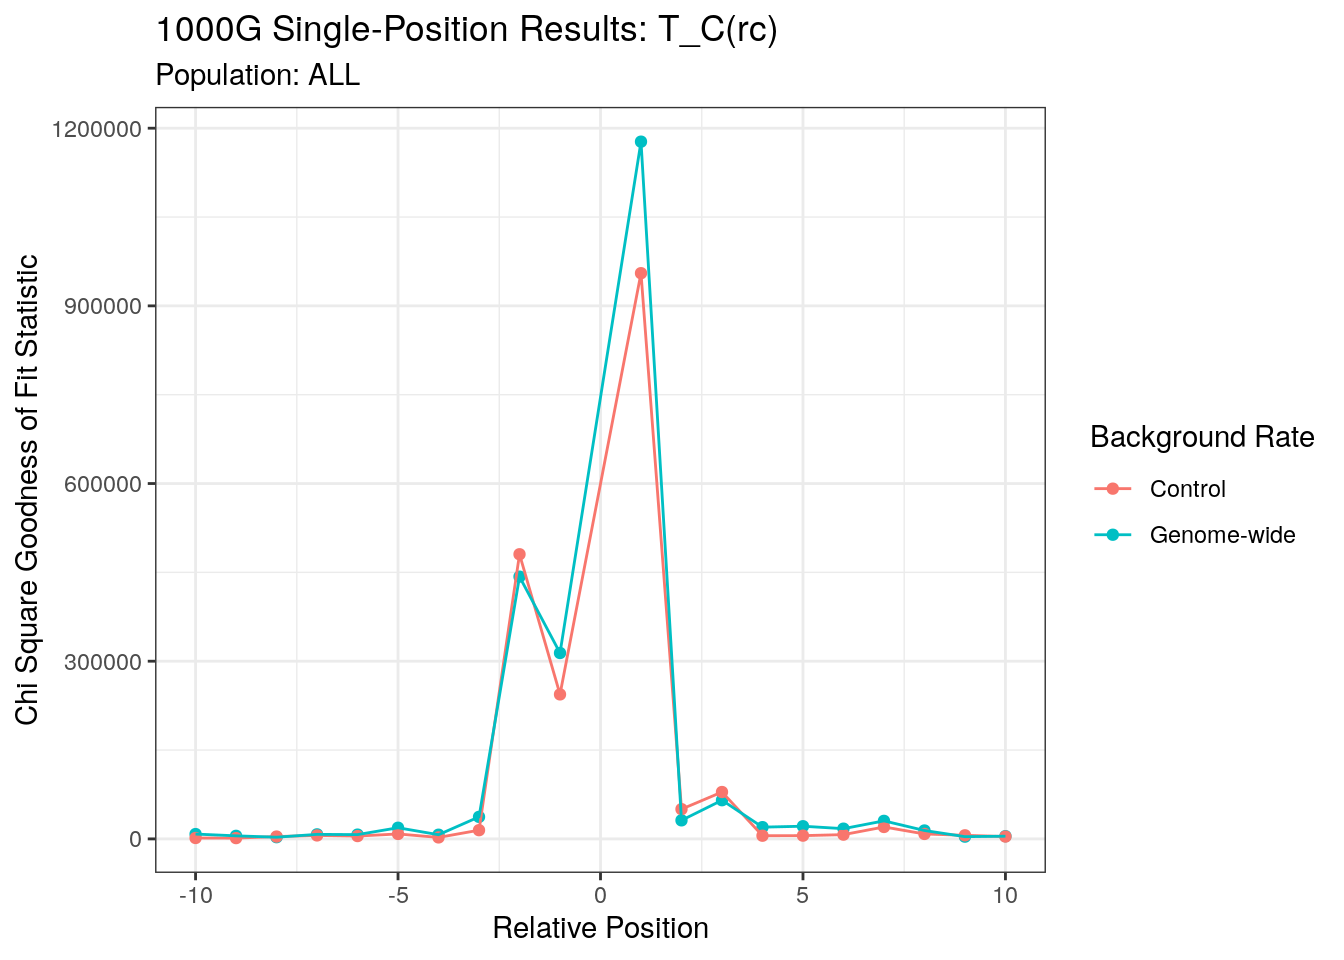 1000G Single-Position Results: T_C(rc)
Population: ALL
Chi Square Goodness of Fit Statistic
1200000
900000
600000
300000
0
-10
-5
0
5
10
Relative Position
Background Rate
Control
Genome-wide